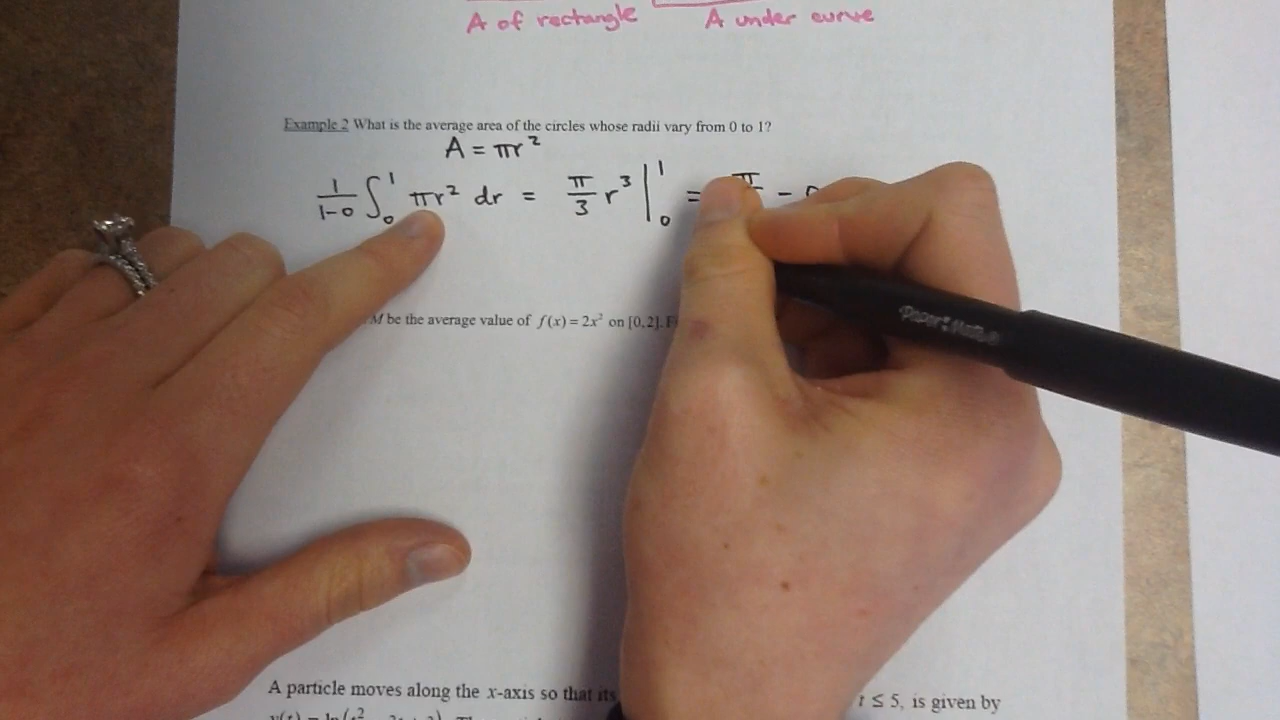 A of rectangle A under curve
Example 2 What is the average area of the circles whose radii vary from 0 to 1?
A = πr²
1/(1-0) ∫₀¹ πr² dr = π/3 r³ |₀¹ = π -
M be the average value of f(x) = 2x² on [0,2].
Paper Mate®
A particle moves along the x-axis so that its t ≤ 5, is given by